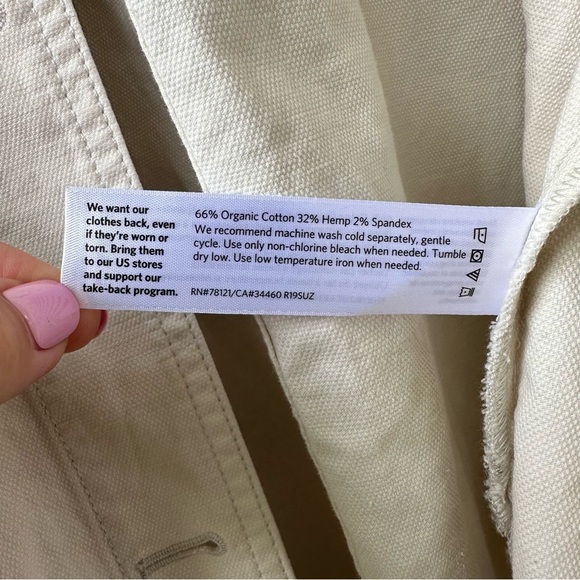 We want our
clothes back, even
if they're worn or
torn. Bring them
to our US stores
and support our
take-back program.
66% Organic Cotton 32% Hemp 2% Spandex
We recommend machine wash cold separately, gentle
cycle. Use only non-chlorine bleach when needed. Tumble
dry low. Use low temperature iron when needed.
RN#78121/CA#34460 R19SUZ